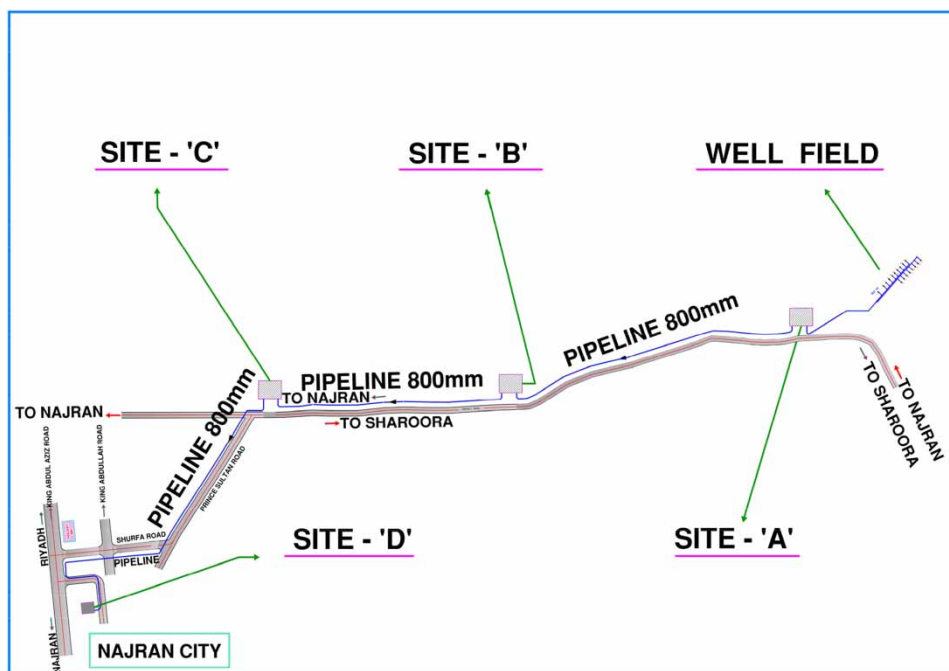 SITE - 'C'
SITE - 'B'
WELL FIELD
PIPELINE 800mm
PIPELINE 800mm
TO NAJRAN
TO NAJRAN
TO SHAROORA
TO NAJRAN
TO SHAROORA
PIPELINE 800mm
PRINCE SULTAN ROAD
KING ABDUL AZIZ ROAD
KING ABDULLAH ROAD
SHURFA ROAD
PIPELINE
RIYADH
SITE - 'D'
SITE - 'A'
NAJRAN
NAJRAN CITY